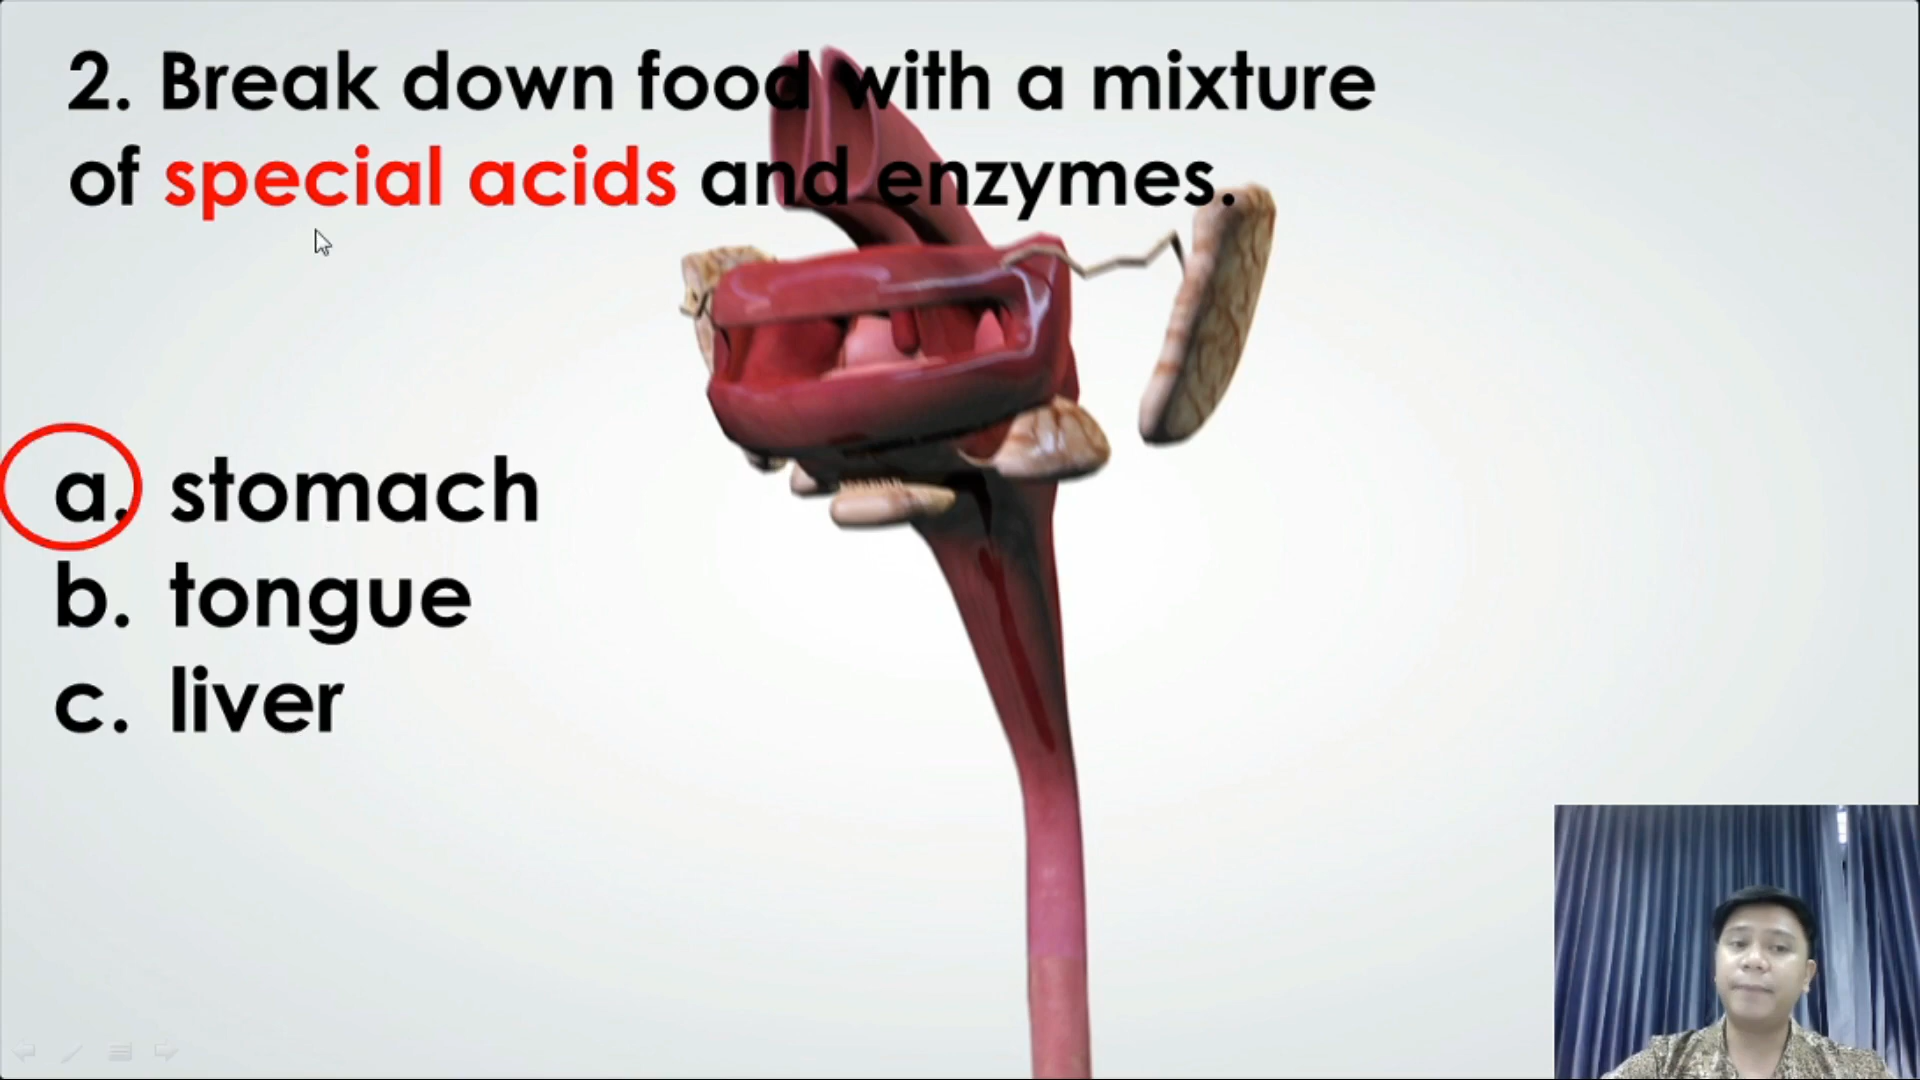 2. Break down food with a mixture
of special acids and enzymes.
a. stomach
b. tongue
c. liver